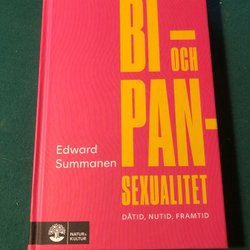 BI–
OCH
PAN-
SEXUALITET
DÅTID, NUTID, FRAMTID
Edward
Summanen
NATUR &
KULTUR